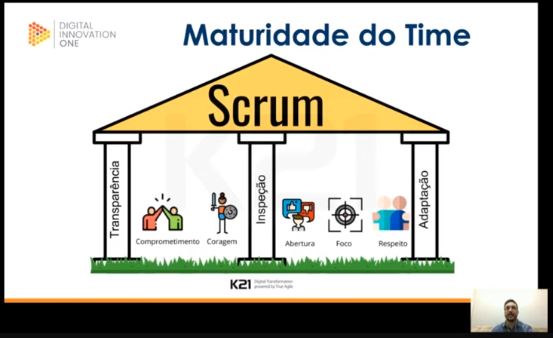 DIGITAL
INNOVATION
ONE
Maturidade do Time
Scrum
Transparência
Inspeção
Adaptação
Comprometimento
Coragem
Abertura
Foco
Respeito
K21
K21
Digital Transformation
powered by True Agile